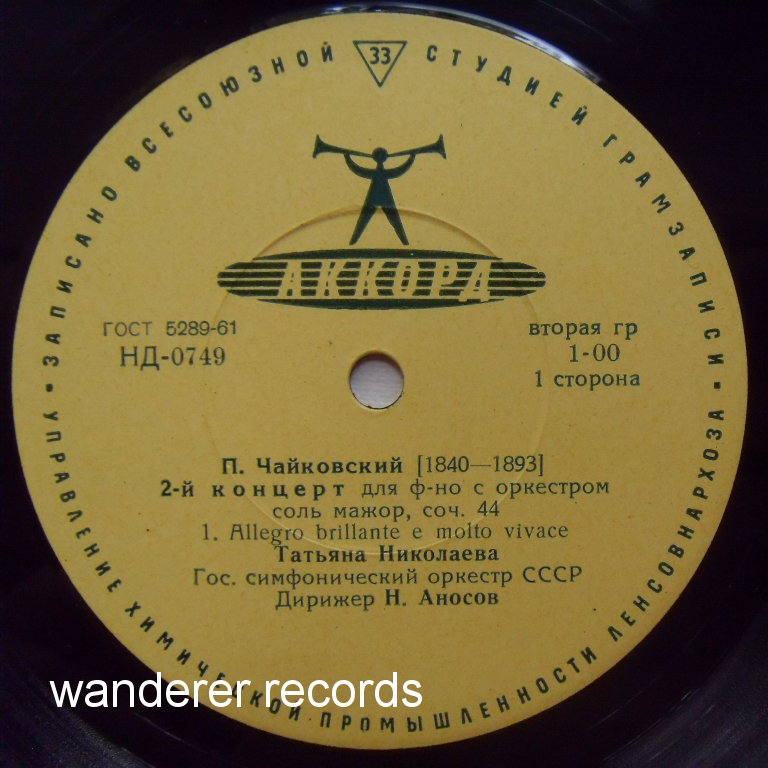 ЗАПИСАНО ВСЕСОЮЗНОЙ 33 СТУДИЕЙ ГРАМЗАПИСИ
АККОРД
ГОСТ 5289-61
НД-0749
вторая гр
1-00
1 сторона
П. Чайковский [1840—1893]
2-й концерт для ф-но с оркестром
соль мажор, соч. 44
1. Allegro brillante e molto vivace
Татьяна Николаева
Гос. симфонический оркестр СССР
Дирижер Н. Аносов
УПРАВЛЕНИЕ ХИМИЧЕСКОЙ ПРОМЫШЛЕННОСТИ ЛЕНСОВНАРХОЗА
wanderer records